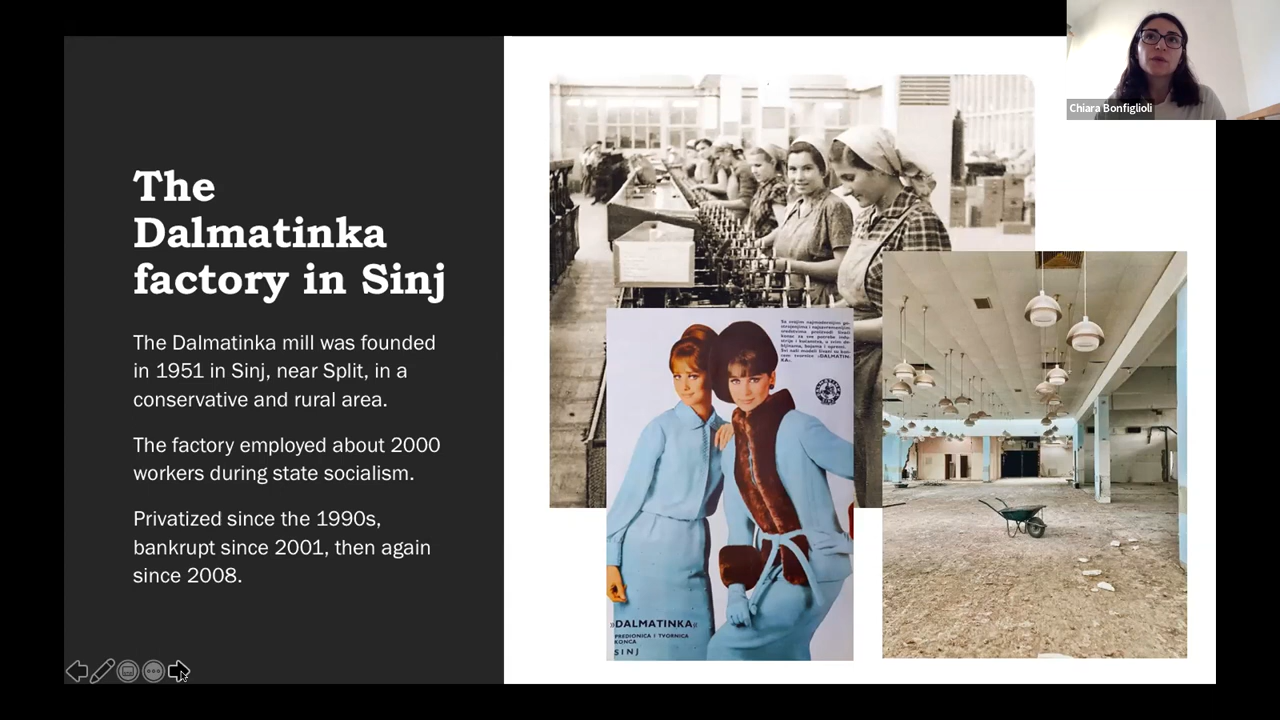 Chiara Bonfiglioli
The
Dalmatinka
factory in Sinj
The Dalmatinka mill was founded
in 1951 in Sinj, near Split, in a
conservative and rural area.
The factory employed about 2000
workers during state socialism.
Privatized since the 1990s,
bankrupt since 2001, then again
since 2008.
»DALMATINKA«
PREDIONICA I TVORNICA
KONCA
SINJ